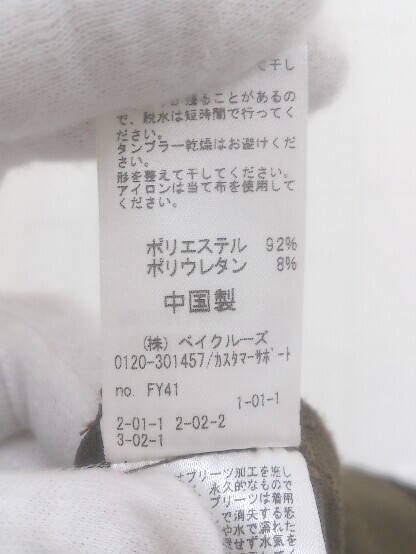 て干し
残ることがあるの
で、脱水は短時間で行ってく
ださい。
タンブラー乾燥はお避けくだ
さい。
形を整えて干してください。
アイロンは当て布を使用して
ください。
ポリエステル 92%
ポリウレタン 8%
中国製
(株) ベイクルーズ
0120-301457/カスタマーサポート
no. FY41
1-01-1
2-01-1 2-02-2
3-02-1
プリーツ加工を施し
永久的なもので
プリーツは着用
で消失する恐
や水で濡れた
せず水気を